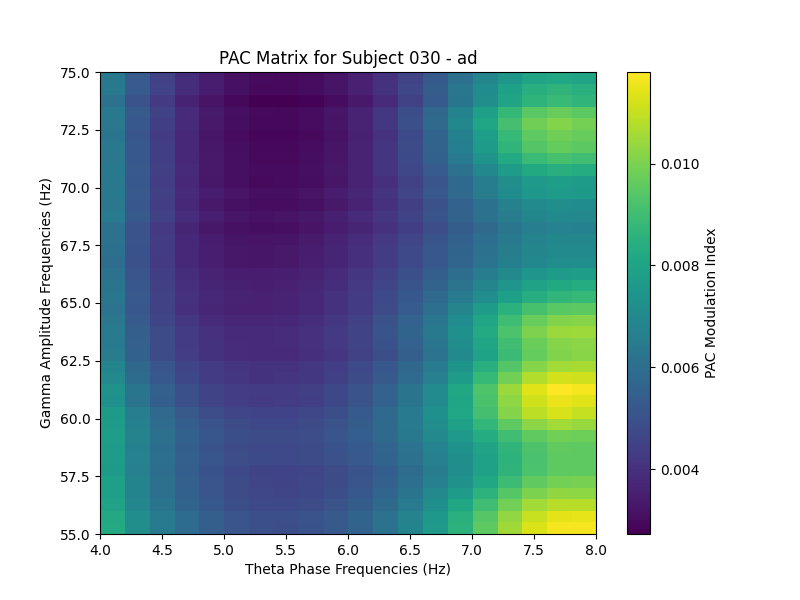 PAC Matrix for Subject 030 - ad
75.0
72.5
70.0
67.5
65.0
62.5
60.0
57.5
55.0
Gamma Amplitude Frequencies (Hz)
4.0 4.5 5.0 5.5 6.0 6.5 7.0 7.5 8.0
Theta Phase Frequencies (Hz)
0.010
0.008
0.006
0.004
PAC Modulation Index